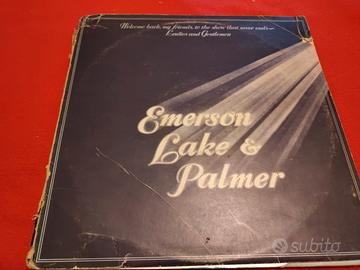 Welcome back, my friends, to the show that never ends~
Ladies and Gentlemen
Emerson
Lake &
Palmer
subito